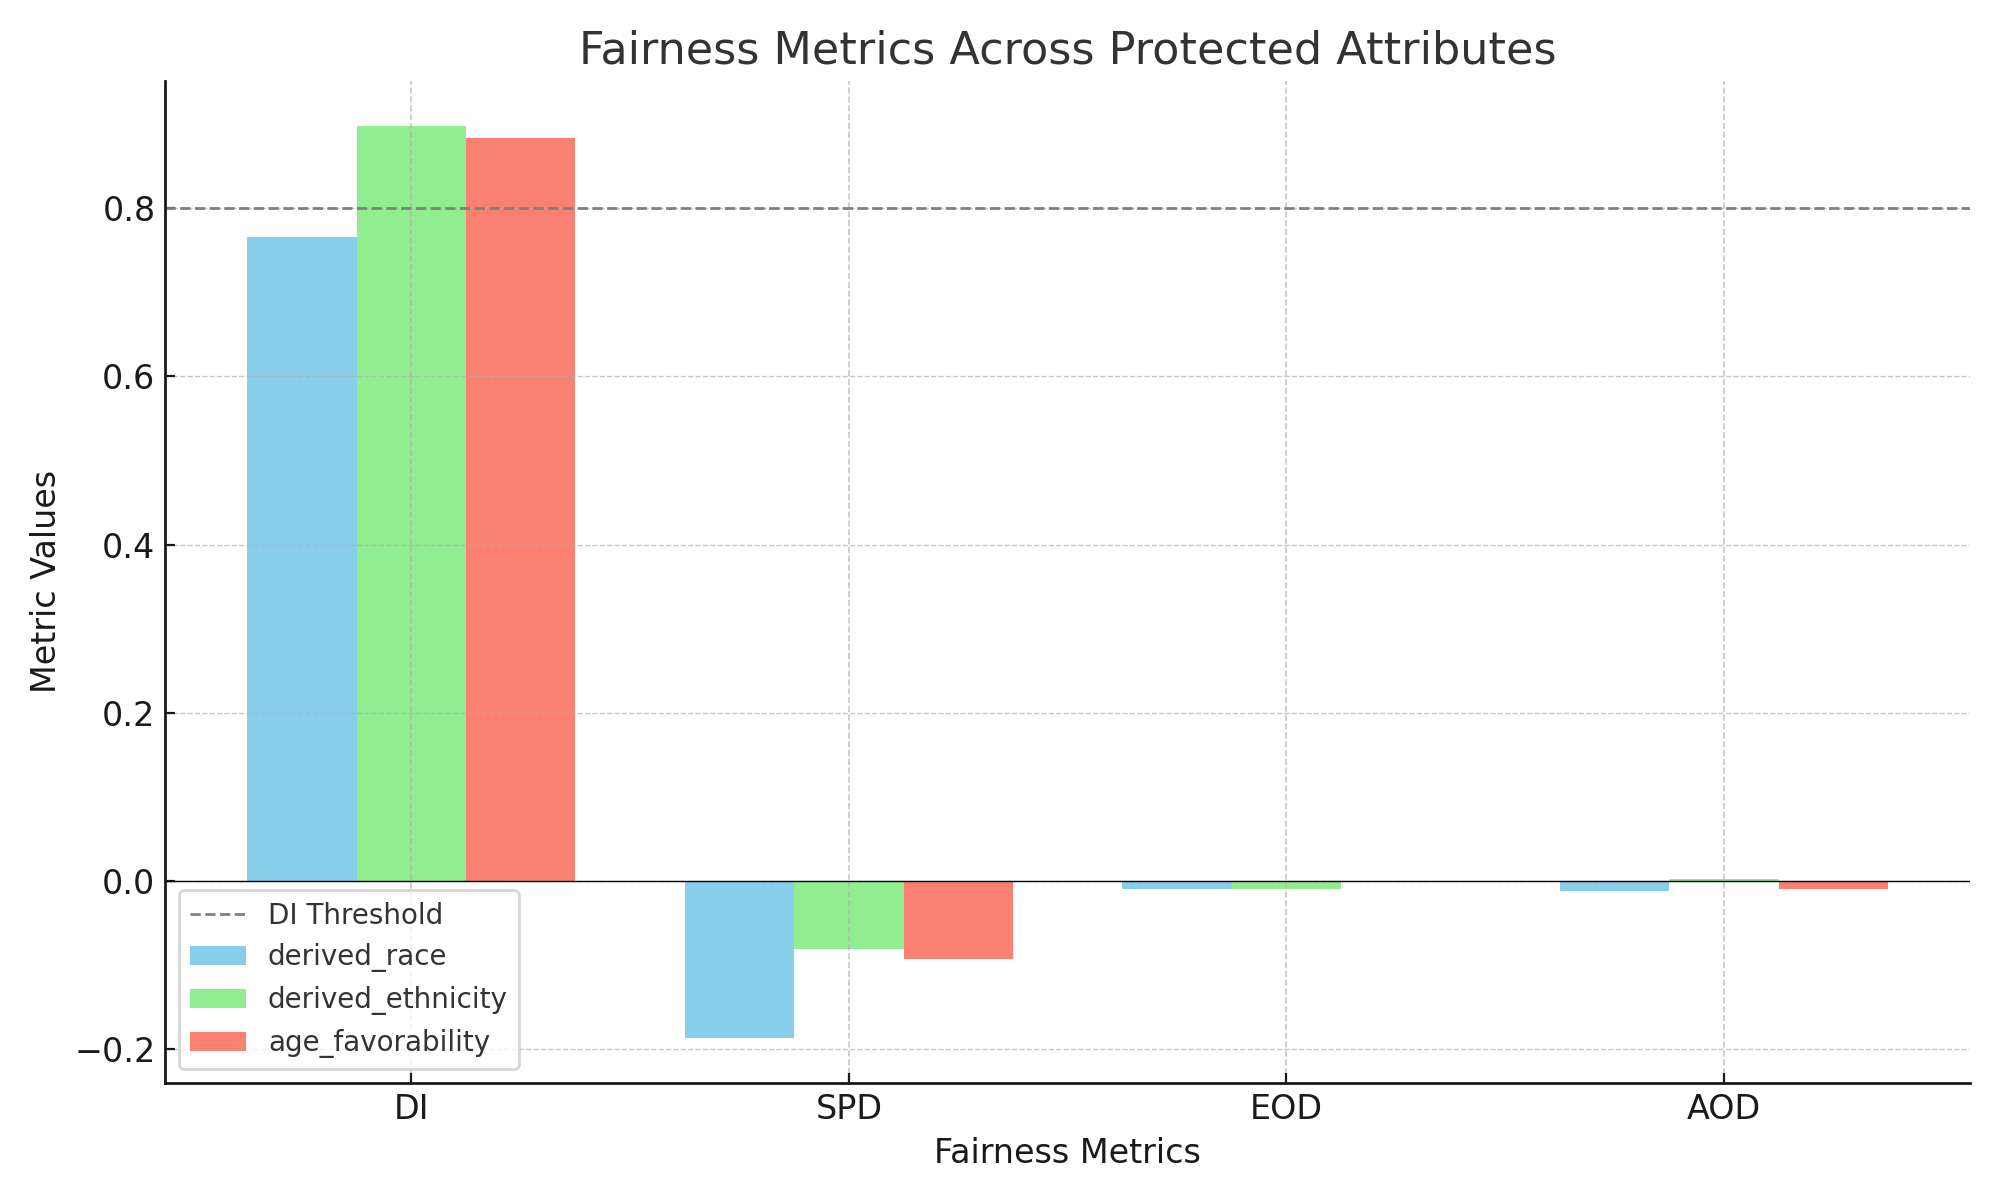 Fairness Metrics Across Protected Attributes
Metric Values
0.8
0.6
0.4
0.2
0.0
−0.2
DI Threshold
derived_race
derived_ethnicity
age_favorability
DI
SPD
EOD
AOD
Fairness Metrics